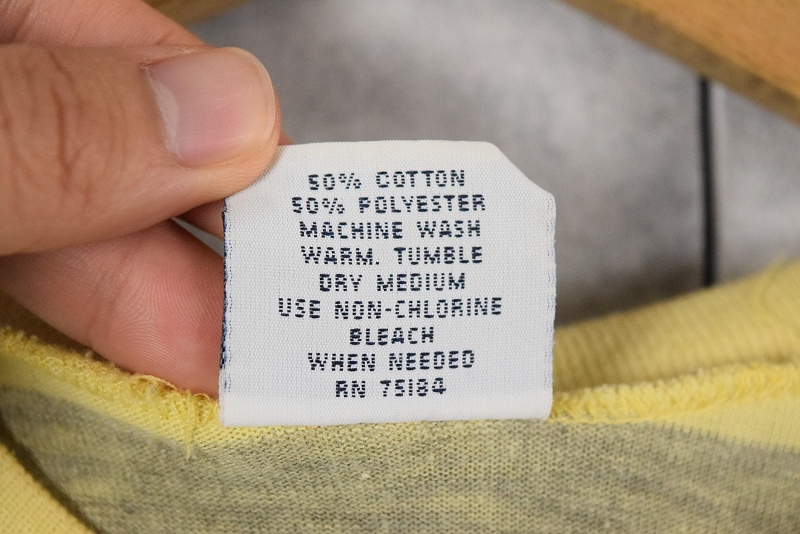 50% COTTON
50% POLYESTER
MACHINE WASH
WARM. TUMBLE
DRY MEDIUM
USE NON-CHLORINE
BLEACH
WHEN NEEDED
RN 75184